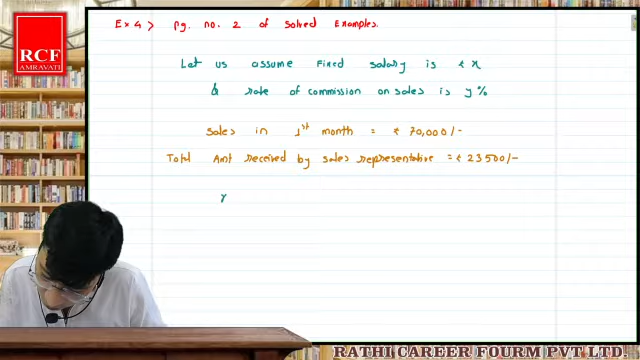 Ex 4 > Pg. no. 2 of solved Examples.
RCF
AMRAVATI
Let us assume Fixed salary is ₹ x
& rate of commission on sales is y %
Sales in 1st month = ₹ 70,000/-
Total Amt received by sales representative = ₹ 23500/-
x
RATHI CAREER FOURM PVT LTD